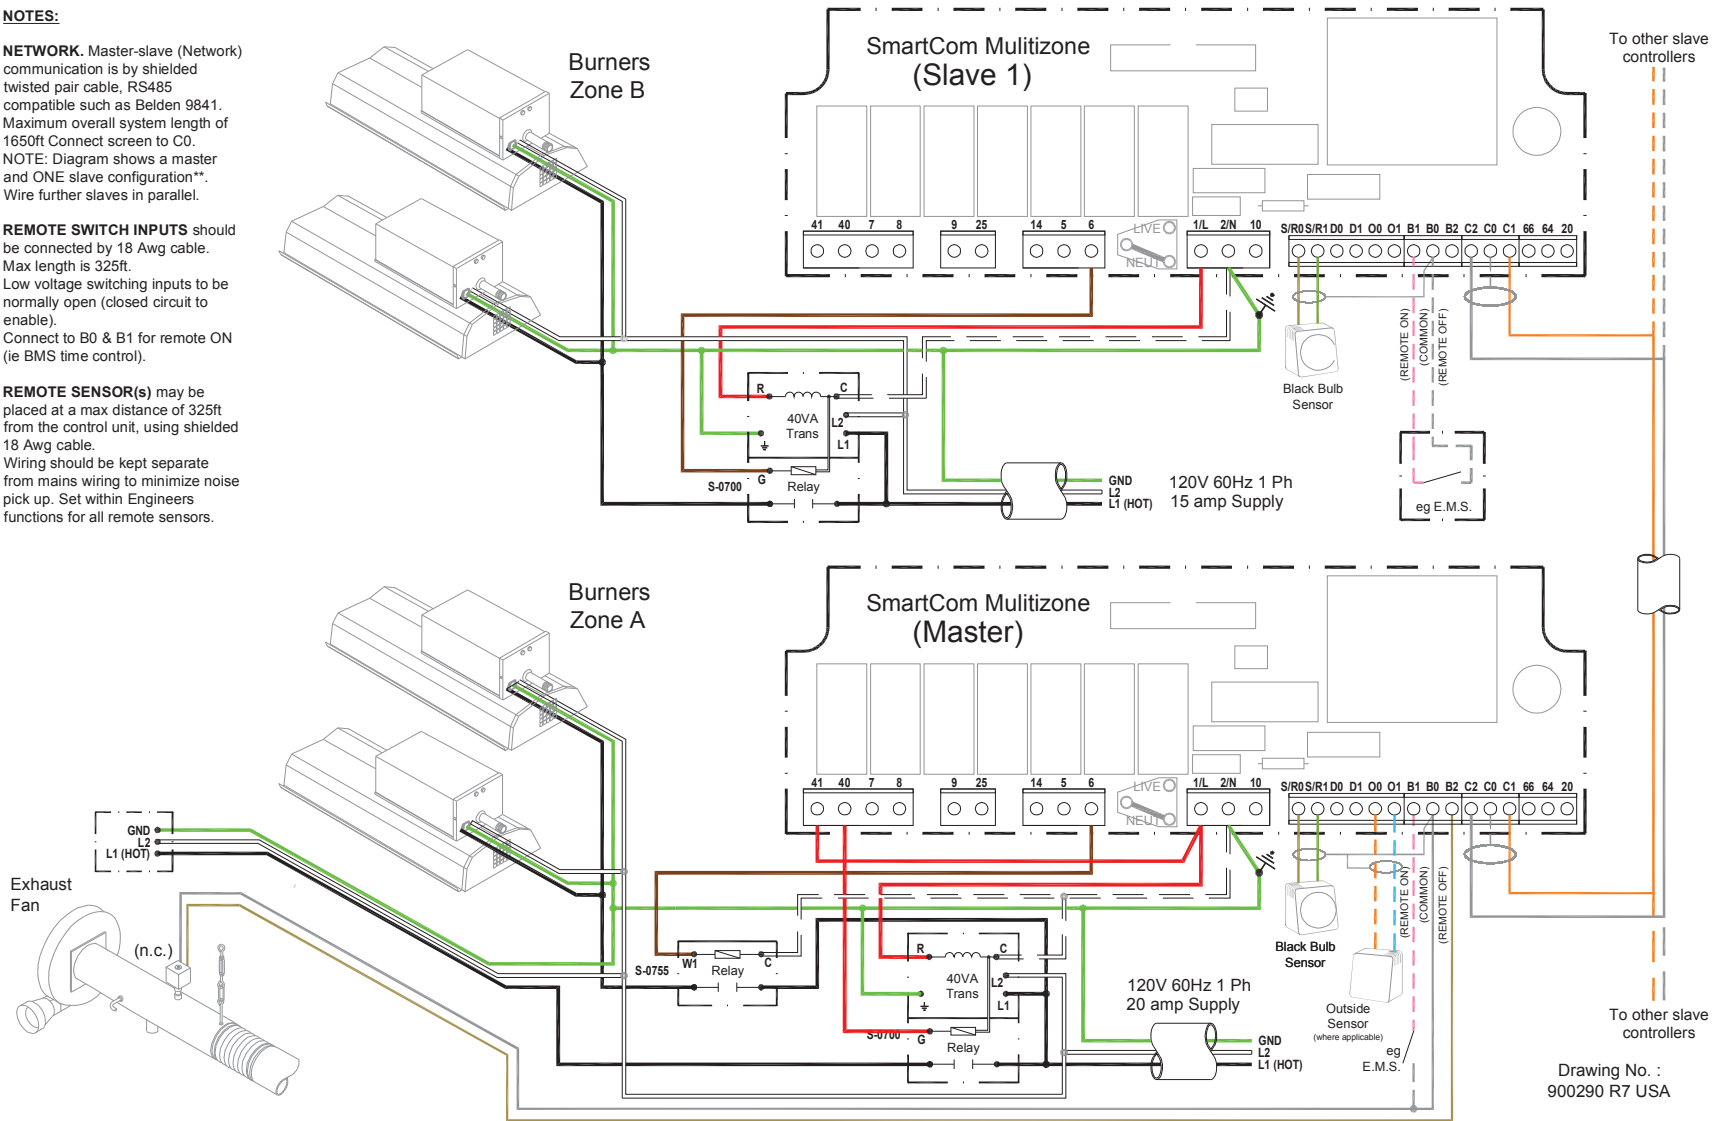 NOTES:
NETWORK. Master-slave (Network)
communication is by shielded
twisted pair cable, RS485
compatible such as Belden 9841.
Maximum overall system length of
1650ft Connect screen to C0.
NOTE: Diagram shows a master
and ONE slave configuration**.
Wire further slaves in parallel.
REMOTE SWITCH INPUTS should
be connected by 18 Awg cable.
Max length is 325ft.
Low voltage switching inputs to be
normally open (closed circuit to
enable).
Connect to B0 & B1 for remote ON
(ie BMS time control).
REMOTE SENSOR(s) may be
placed at a max distance of 325ft
from the control unit, using shielded
18 Awg cable.
Wiring should be kept separate
from mains wiring to minimize noise
pick up. Set within Engineers
functions for all remote sensors.
Burners
Zone B
SmartCom Mulitizone
(Slave 1)
To other slave
controllers
41 40 7 8 9 25 14 5 6 LIVE 1/L 2/N 10 S/R0 S/R1 D0 D1 O0 O1 B1 B0 B2 C2 C0 C1 66 64 20
NEUT
(REMOTE ON)
(COMMON)
(REMOTE OFF)
Black Bulb
Sensor
R C
40VA
Trans
L2
L1
G
S-0700
Relay
GND
L2
L1 (HOT)
120V 60Hz 1 Ph
15 amp Supply
eg E.M.S.
Burners
Zone A
SmartCom Mulitizone
(Master)
41 40 7 8 9 25 14 5 6 LIVE 1/L 2/N 10 S/R0 S/R1 D0 D1 O0 O1 B1 B0 B2 C2 C0 C1 66 64 20
NEUT
GND
L2
L1 (HOT)
Exhaust
Fan
(n.c.)
S-0755
W1
Relay
C
R C
40VA
Trans
L2
L1
S-0700
G
Relay
120V 60Hz 1 Ph
20 amp Supply
GND
L2
L1 (HOT)
(REMOTE ON)
(COMMON)
(REMOTE OFF)
Black Bulb
Sensor
Outside
Sensor
(where applicable)
eg
E.M.S.
To other slave
controllers
Drawing No. :
900290 R7 USA